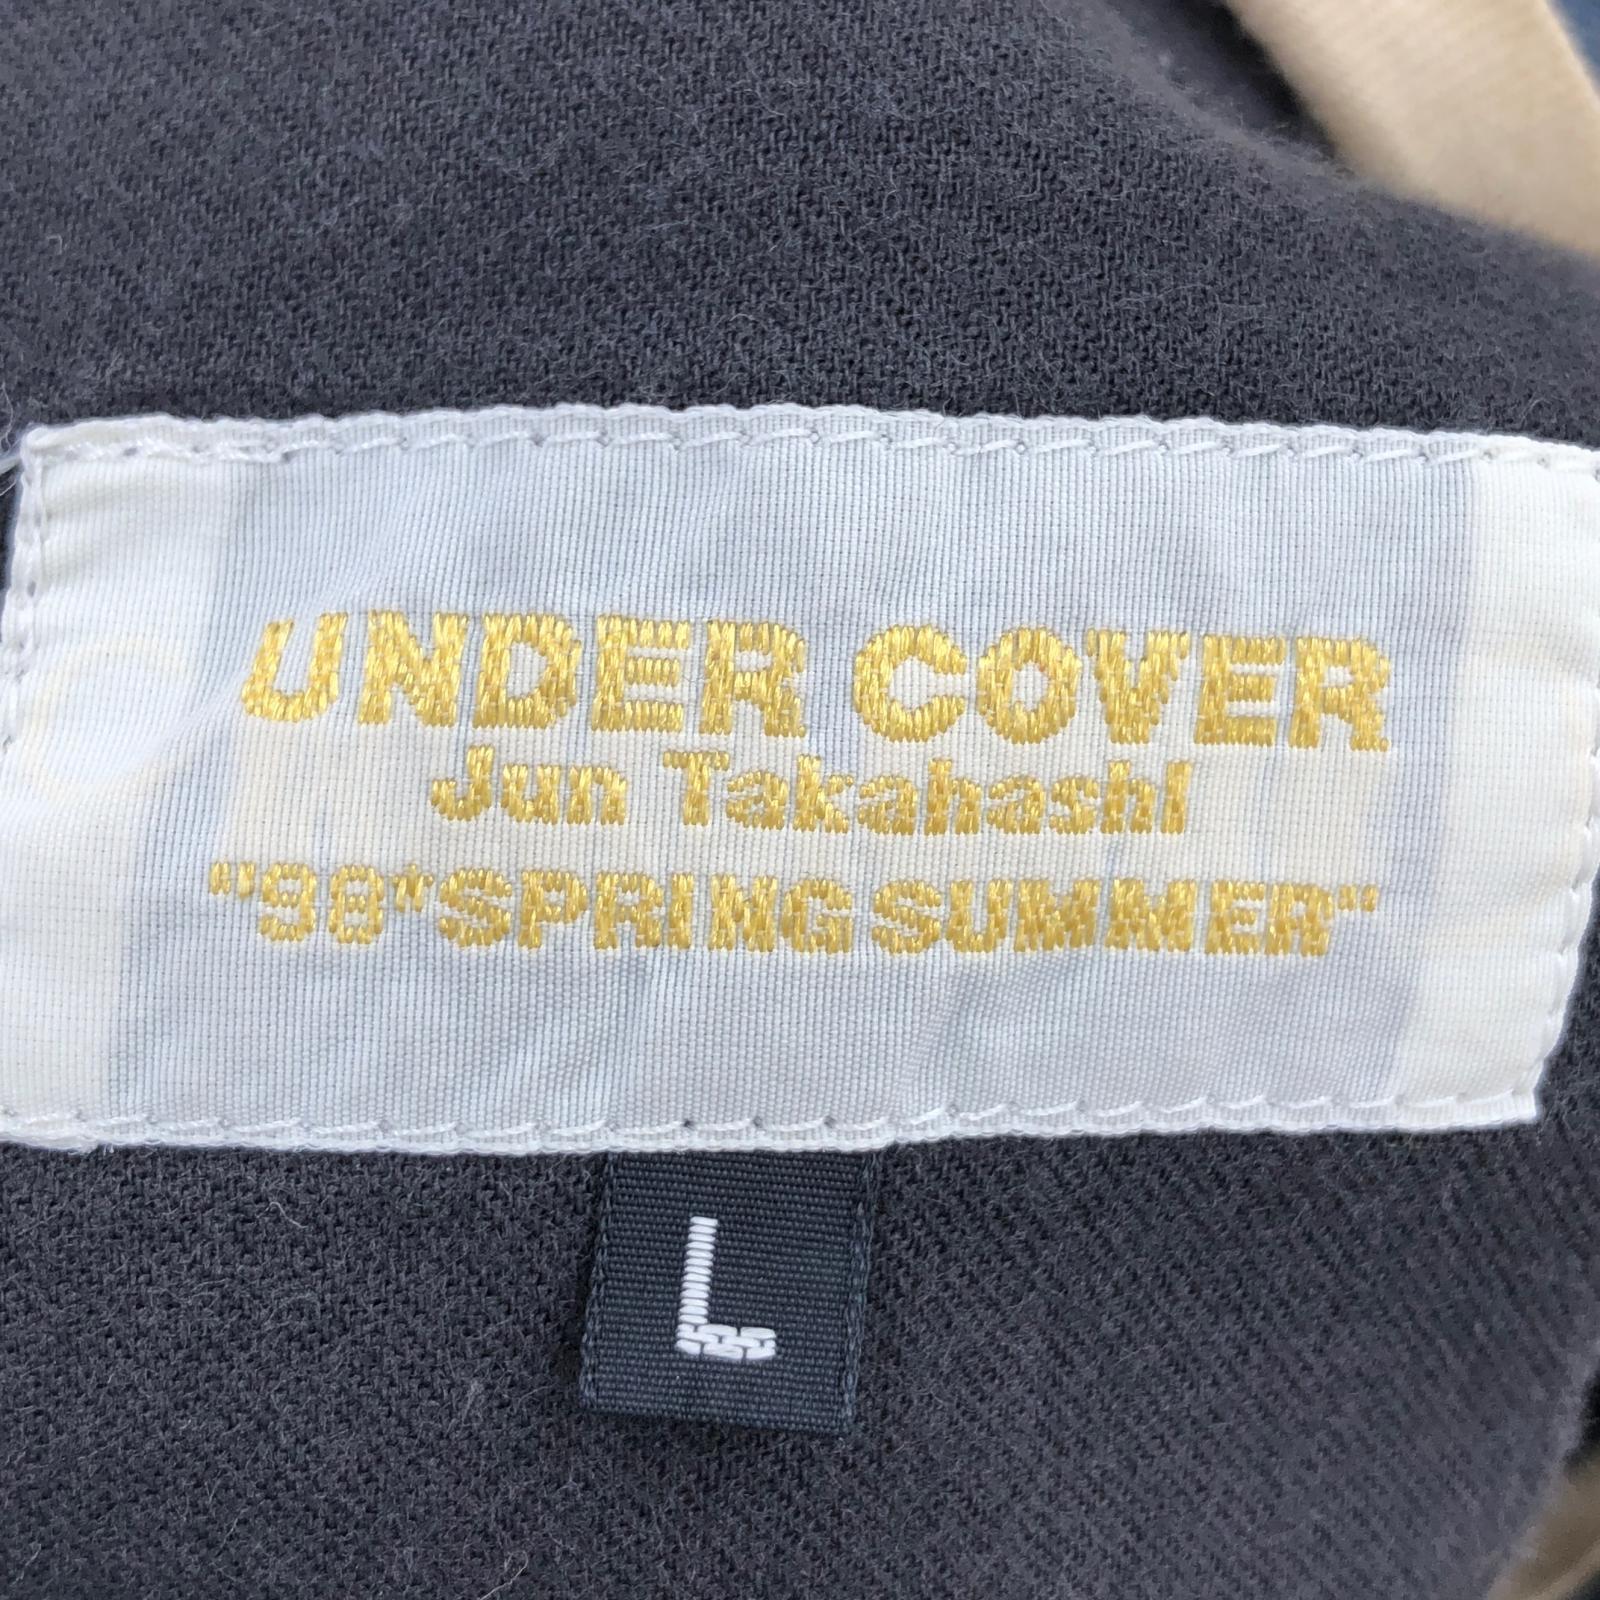 UNDER COVER
Jun Takahashi
"98*SPRING SUMMER"
L